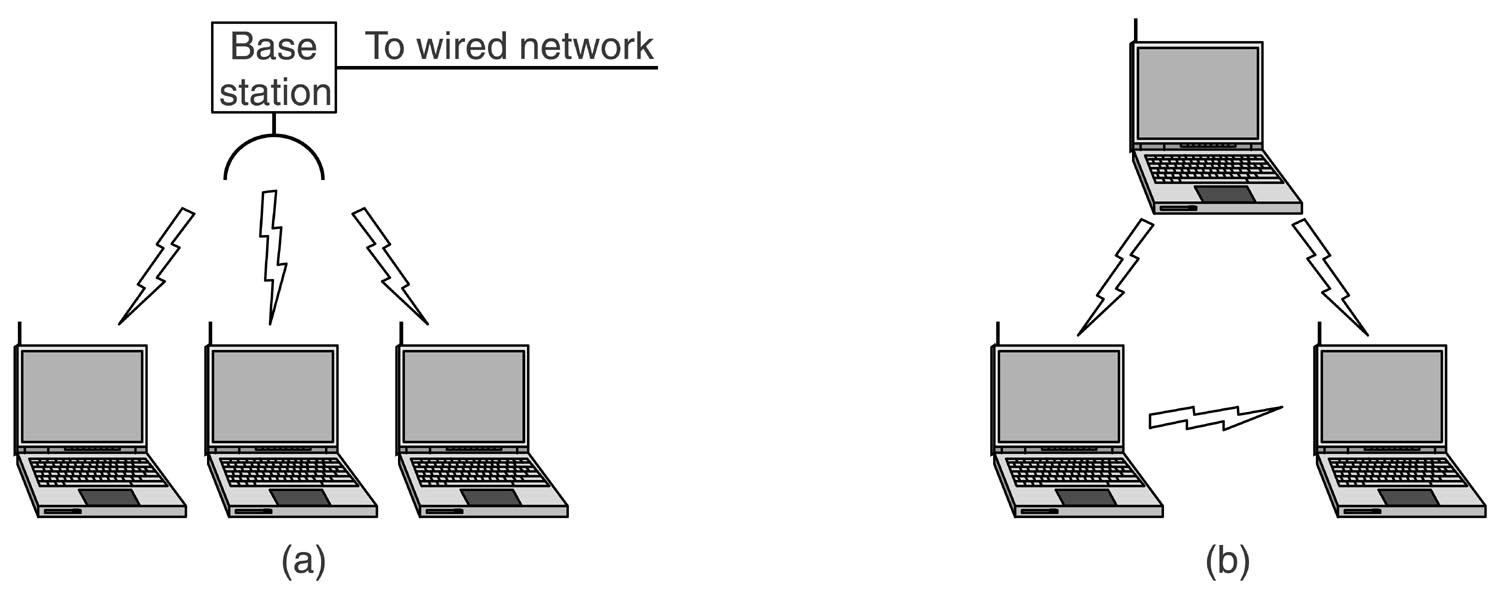 Base
station
To wired network
(a)
(b)